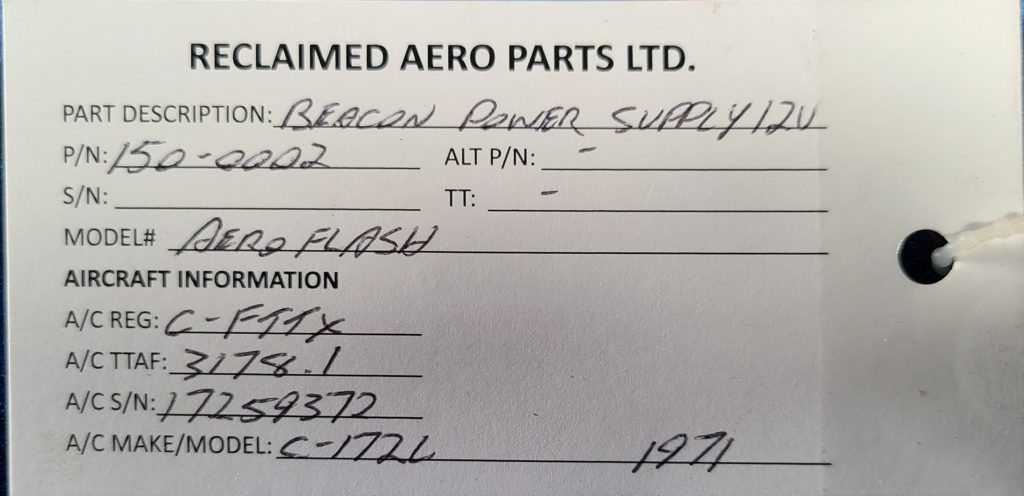 RECLAIMED AERO PARTS LTD.
PART DESCRIPTION: BEACON POWER SUPPLY 12V
P/N: 150-0002 ALT P/N: -
S/N: TT: -
MODEL# AERO FLASH
AIRCRAFT INFORMATION
A/C REG: C-FTTX
A/C TTAF: 3178.1
A/C S/N: 17259372
A/C MAKE/MODEL: C-172L 1971